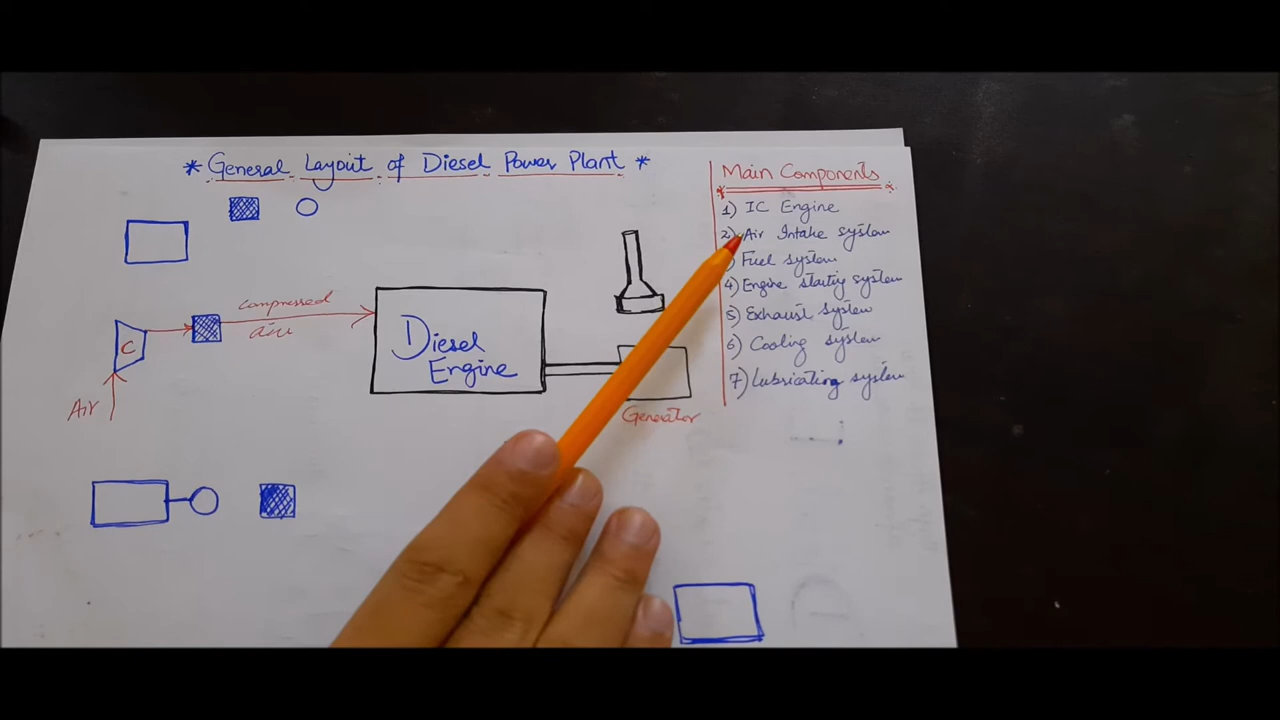 * General Layout of Diesel Power Plant *
Main Components
1) IC Engine
2) Air Intake system
) Fuel system
4) Engine starting system
5) Exhaust system
6) Cooling system
7) Lubricating system
compressed
air
C
Air
Diesel
Engine
Generator